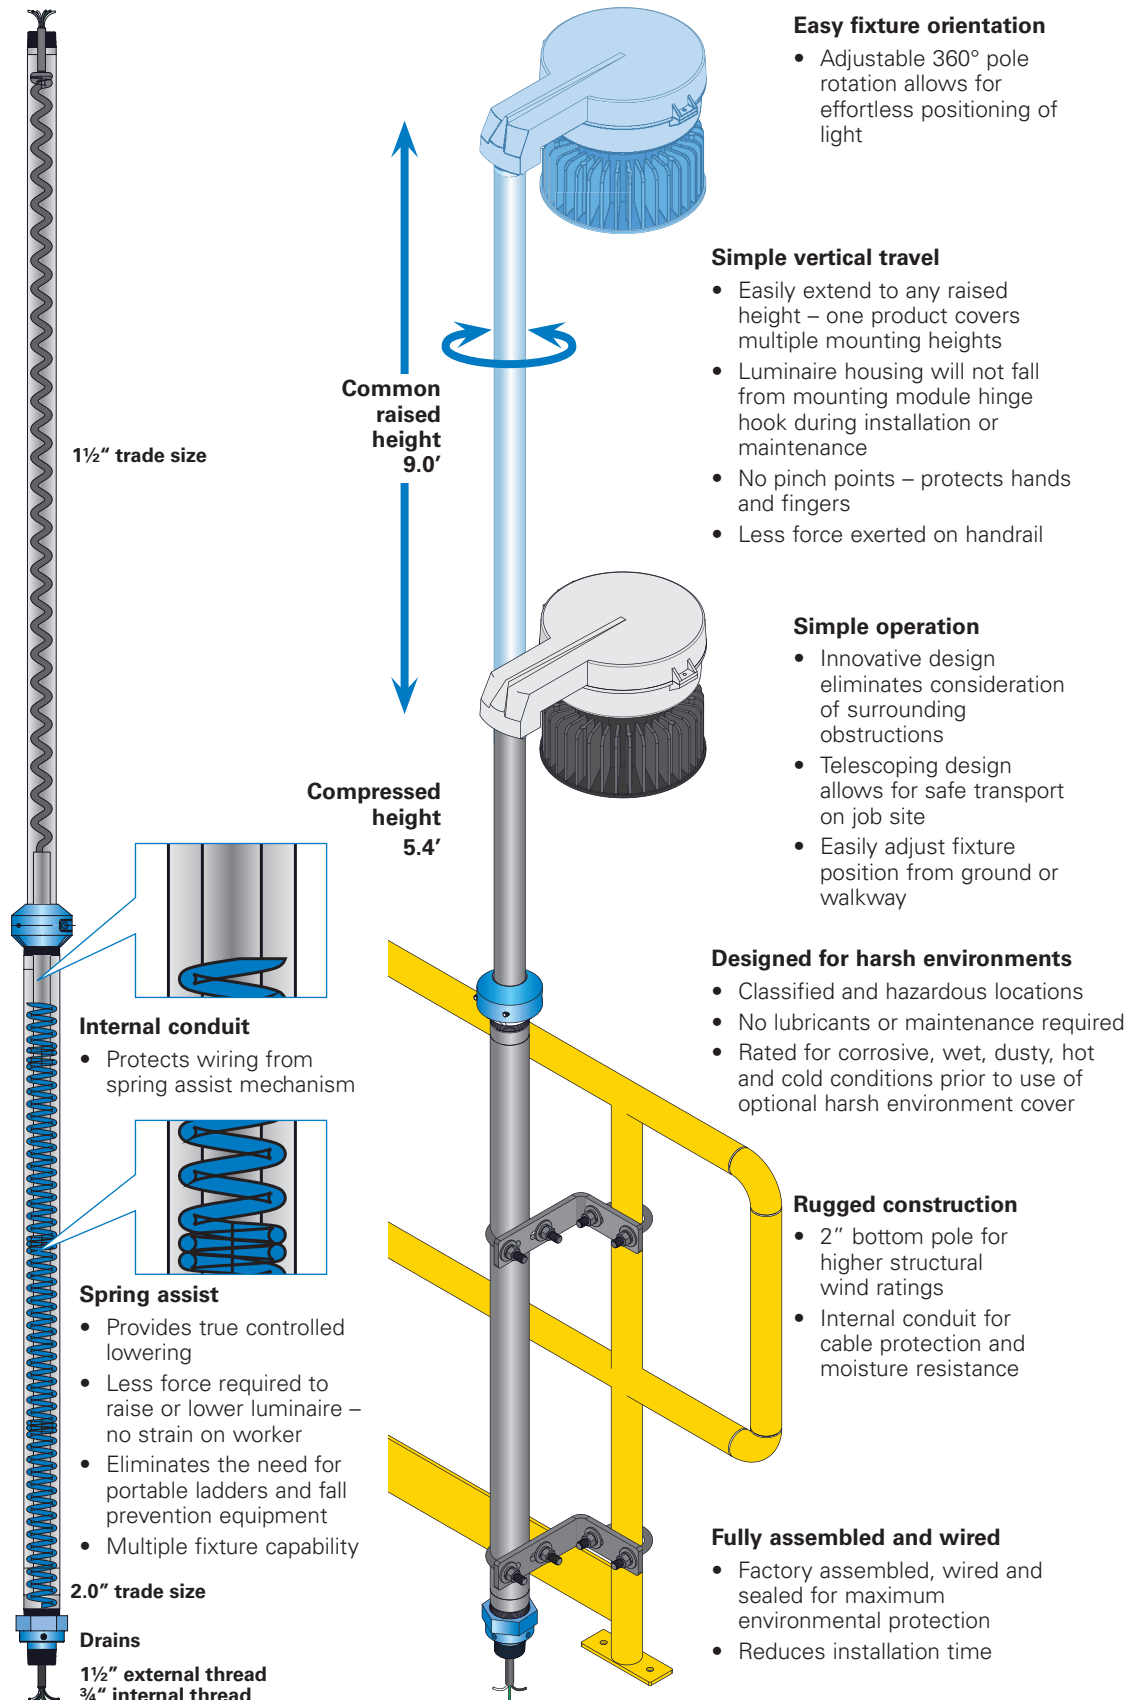 Easy fixture orientation
• Adjustable 360° pole
rotation allows for
effortless positioning of
light
Simple vertical travel
• Easily extend to any raised
height – one product covers
multiple mounting heights
• Luminaire housing will not fall
from mounting module hinge
hook during installation or
maintenance
• No pinch points – protects hands
and fingers
• Less force exerted on handrail
Common
raised
height
9.0’
1½“ trade size
Simple operation
• Innovative design
eliminates consideration
of surrounding
obstructions
• Telescoping design
allows for safe transport
on job site
• Easily adjust fixture
position from ground or
walkway
Compressed
height
5.4’
Designed for harsh environments
• Classified and hazardous locations
• No lubricants or maintenance required
• Rated for corrosive, wet, dusty, hot
and cold conditions prior to use of
optional harsh environment cover
Internal conduit
• Protects wiring from
spring assist mechanism
Rugged construction
• 2” bottom pole for
higher structural
wind ratings
• Internal conduit for
cable protection and
moisture resistance
Spring assist
• Provides true controlled
lowering
• Less force required to
raise or lower luminaire –
no strain on worker
• Eliminates the need for
portable ladders and fall
prevention equipment
• Multiple fixture capability
Fully assembled and wired
• Factory assembled, wired and
sealed for maximum
environmental protection
• Reduces installation time
2.0” trade size
Drains
1½” external thread
¾“ internal thread